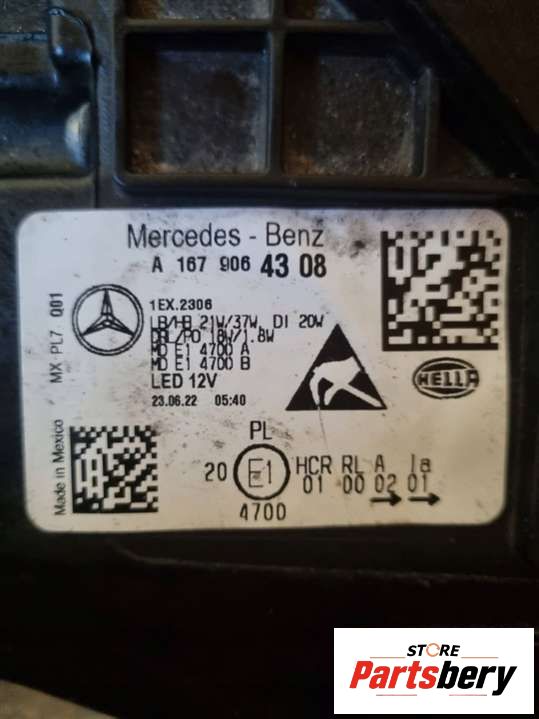 Mercedes - Benz
A 167 906 43 08
1EX.2306
LB/HB 21W/37W, DI 20W
DRL/PO 18W/1.8W
MD E1 4700 A
MD E1 4700 B
LED 12V
23.06.22 05:40
MX PL7 Q01
HELLA
Made in Mexico
PL
20 E1 HCR RL A 1a
01 00 02 01
4700
STORE
Partsbery